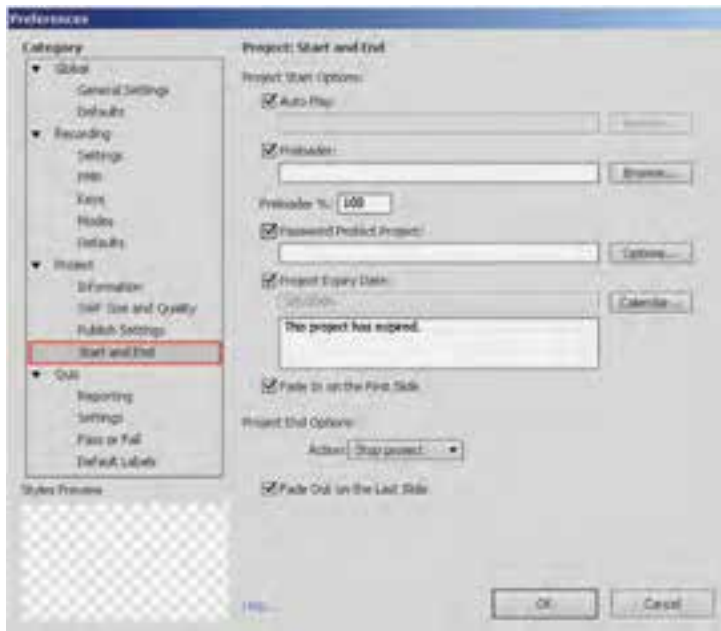 Preferences
Category
Global
General Settings
Defaults
Recording
Settings
Keys
Modes
Defaults
Project
Information
SWF Size and Quality
Publish Settings
Start and End
Quiz
Reporting
Settings
Pass or Fail
Default Labels
Styles Preview
Project: Start and End
Project Start Options:
Auto Play:
Preloader:
Browse...
Preloader %: 100
Password Protect Project:
Options...
Project Expiry Date:
Calendar...
This project has expired.
Fade In on the First Slide
Project End Options:
Action: Stop project
Fade Out on the Last Slide
Help...
OK
Cancel